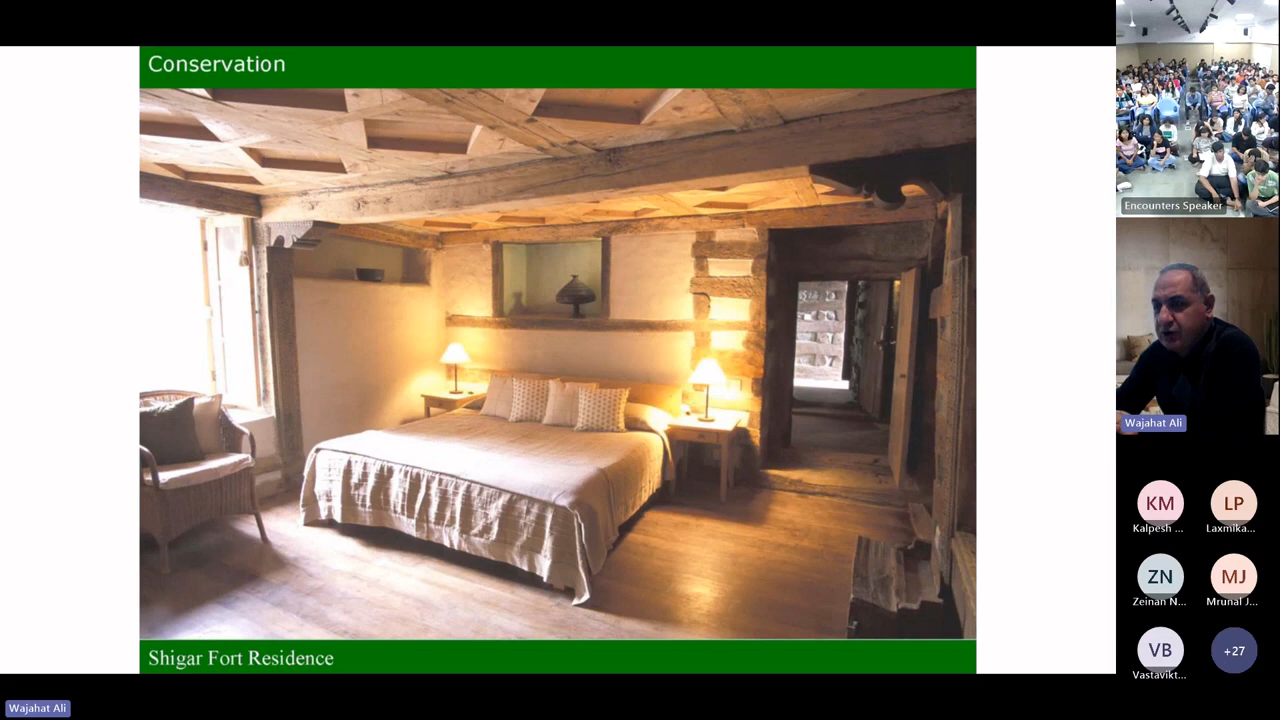 Conservation
Shigar Fort Residence
Wajahat Ali
Encounters Speaker
Wajahat Ali
KM
Kalpesh ...
LP
Laxmika...
ZN
Zeinan N...
MJ
Mrunal J...
VB
Vastavikt...
+27